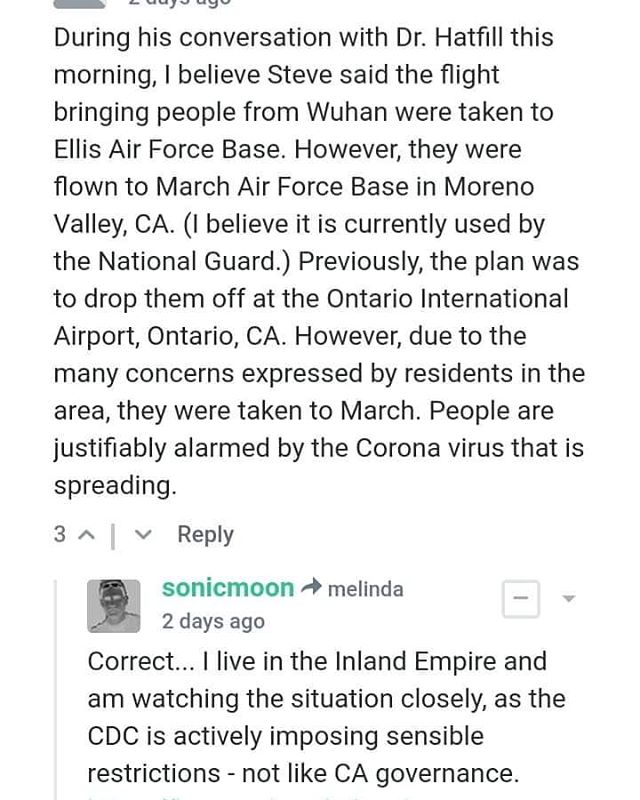 2 days ago
During his conversation with Dr. Hatfill this
morning, I believe Steve said the flight
bringing people from Wuhan were taken to
Ellis Air Force Base. However, they were
flown to March Air Force Base in Moreno
Valley, CA. (I believe it is currently used by
the National Guard.) Previously, the plan was
to drop them off at the Ontario International
Airport, Ontario, CA. However, due to the
many concerns expressed by residents in the
area, they were taken to March. People are
justifiably alarmed by the Corona virus that is
spreading.
3 Reply
sonicmoon melinda
2 days ago
Correct... I live in the Inland Empire and
am watching the situation closely, as the
CDC is actively imposing sensible
restrictions - not like CA governance.